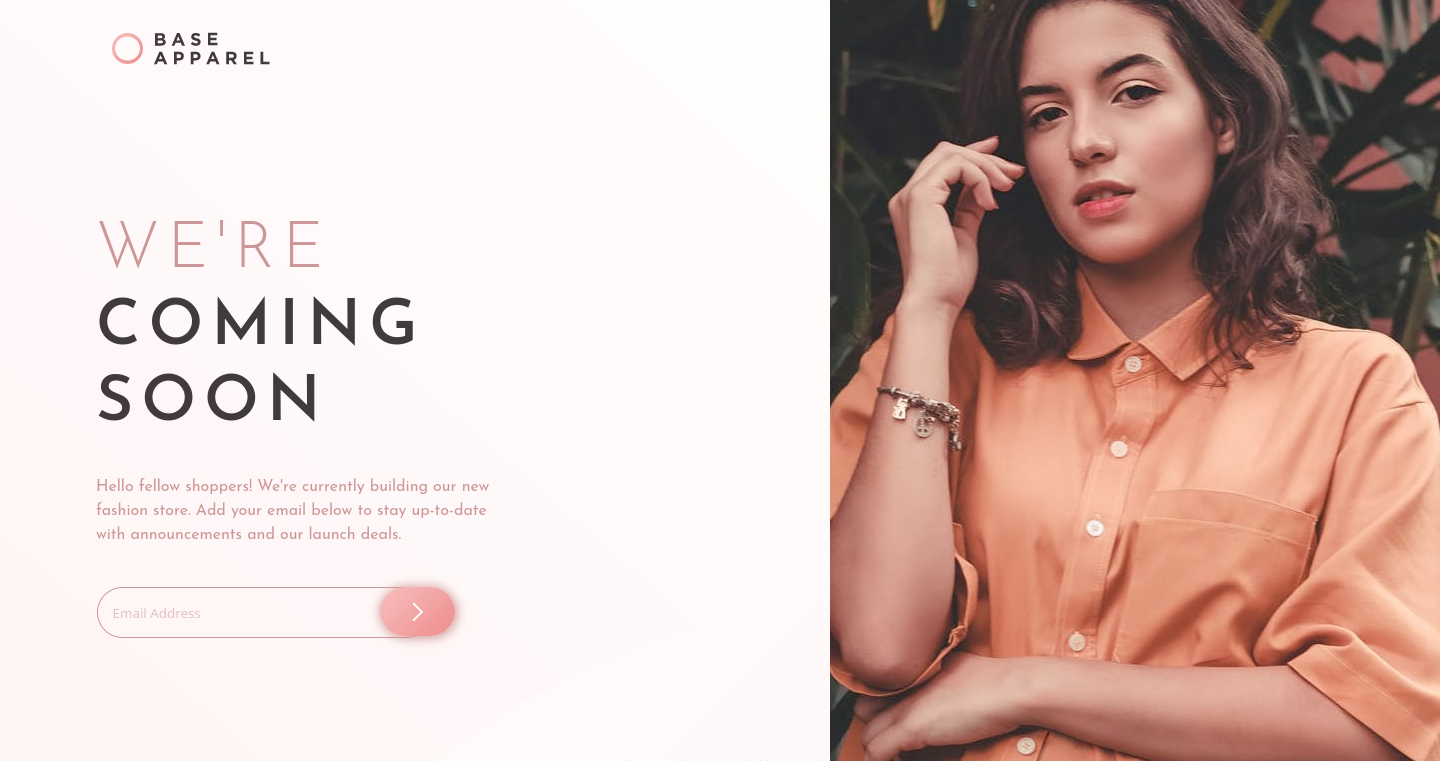 BASE
APPAREL
WE'RE
COMING
SOON
Hello fellow shoppers! We're currently building our new
fashion store. Add your email below to stay up-to-date
with announcements and our launch deals.
Email Address